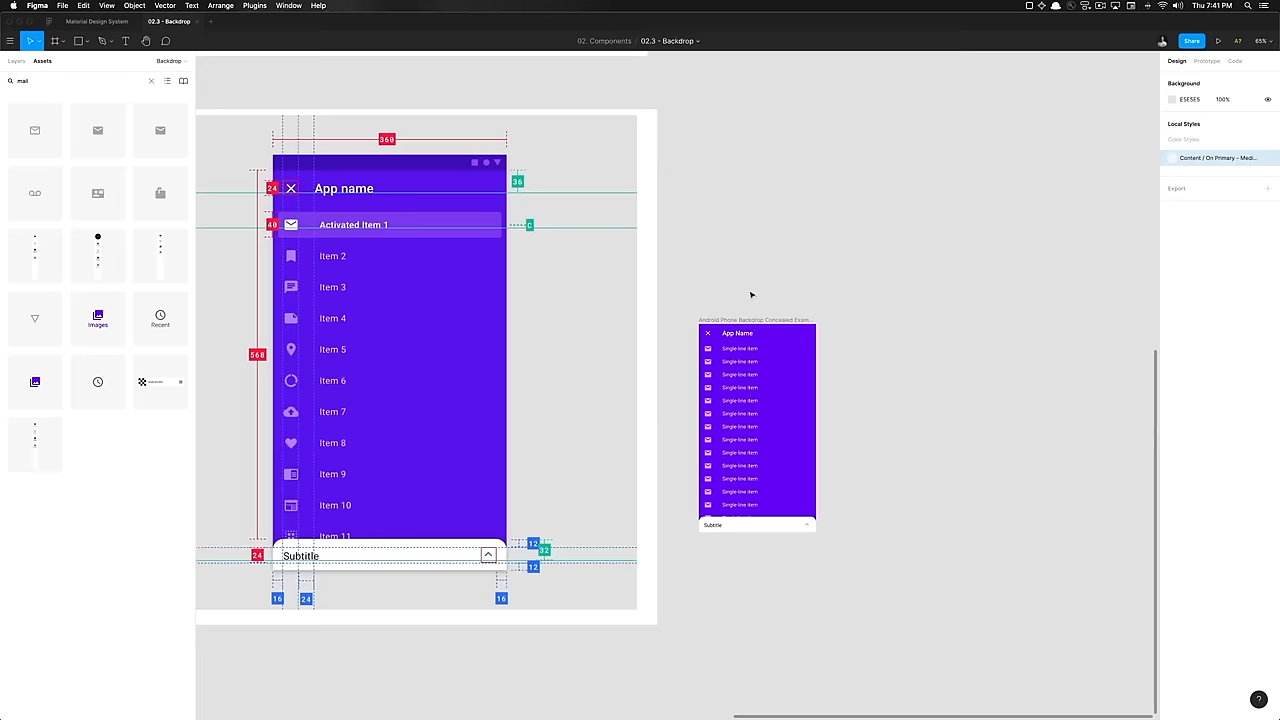 Figma File Edit View Object Vector Text Arrange Plugins Window Help
Thu 7:41 PM
Material Design System
02.3 - Backdrop
+
02. Components / 02.3 - Backdrop
Share
A?
65%
Layers
Assets
Backdrop
mail
Images
Recent
360
24
App name
36
40
Activated Item 1
c
Item 2
Item 3
Item 4
Item 5
568
Item 6
Item 7
Item 8
Item 9
Item 10
Item 11
24
Subtitle
12
32
12
16
24
16
Android Phone Backdrop Concealed Exam...
App Name
Single-line item
Single-line item
Single-line item
Single-line item
Single-line item
Single-line item
Single-line item
Single-line item
Single-line item
Single-line item
Single-line item
Single-line item
Single-line item
Subtitle
Design
Prototype
Code
Background
E5E5E5
100%
Local Styles
Color Styles
Content / On Primary - Medi...
Export
+
?